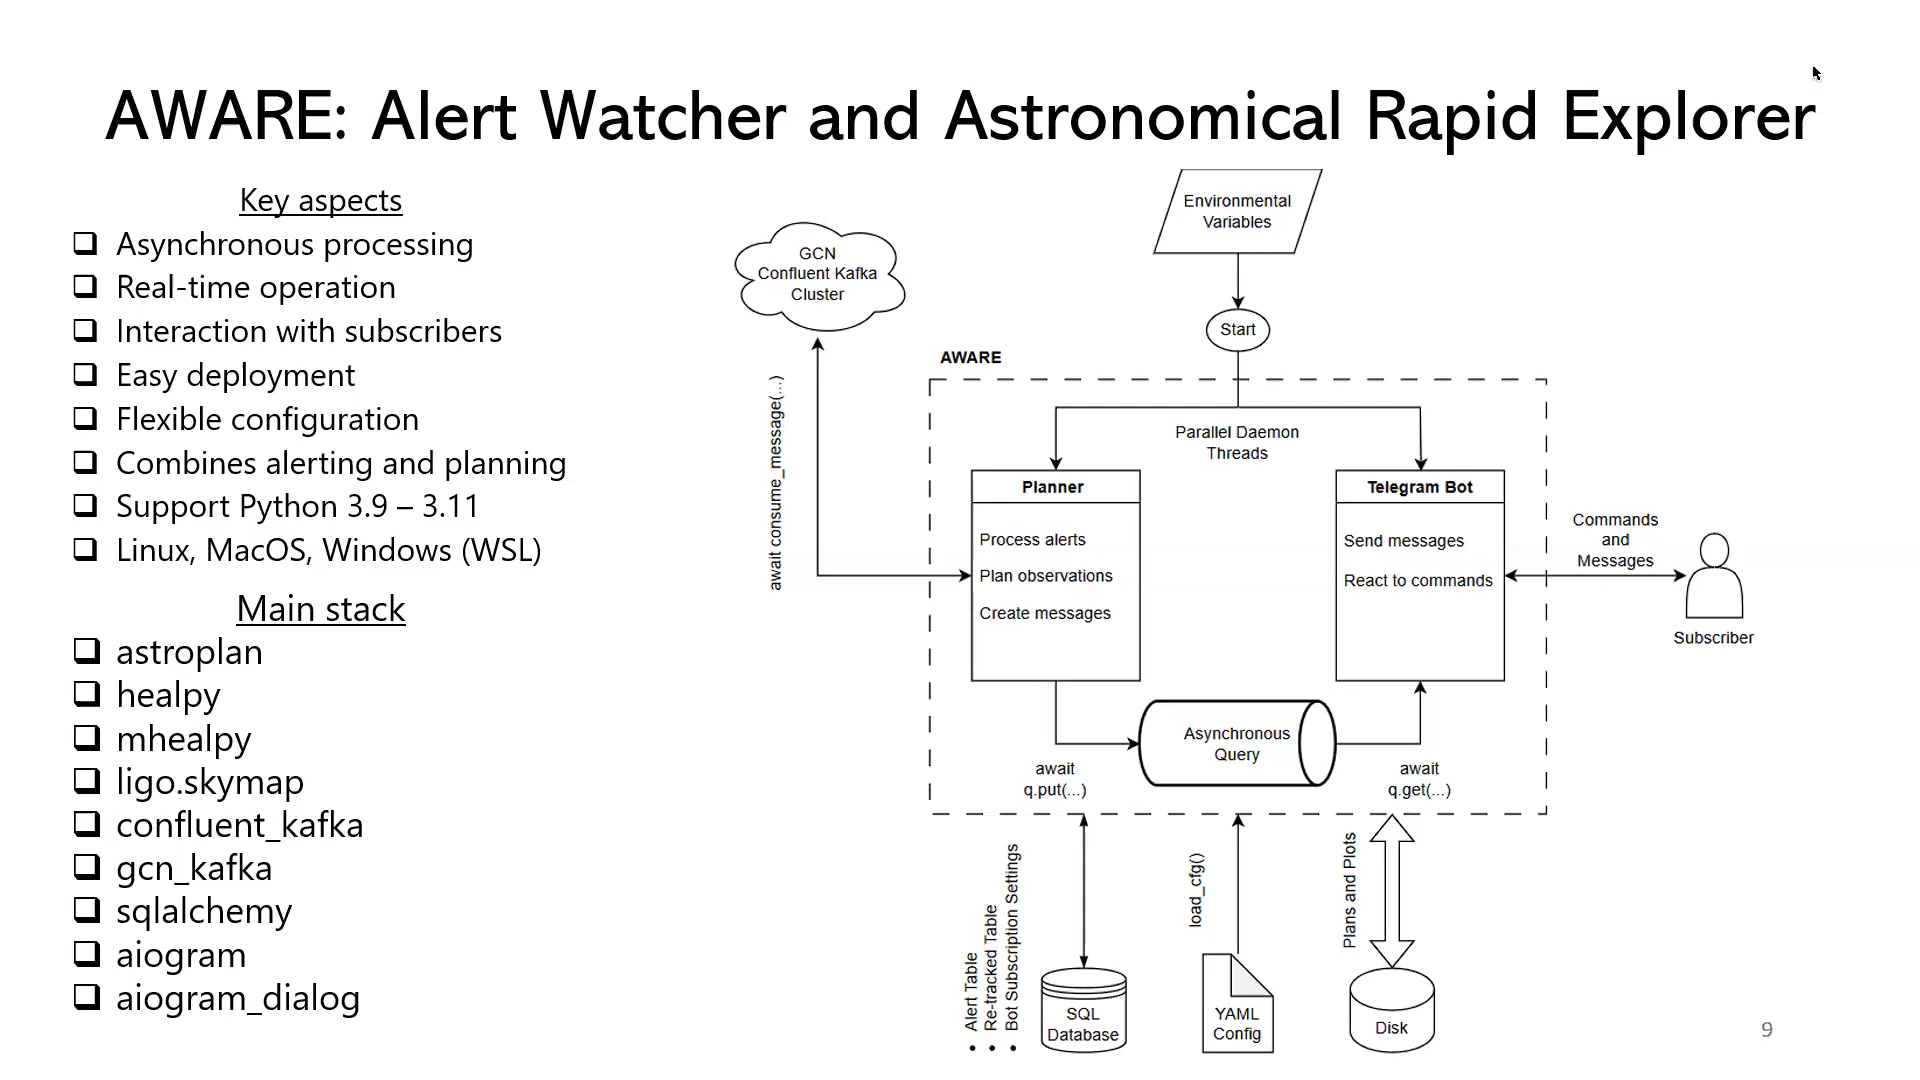 AWARE: Alert Watcher and Astronomical Rapid Explorer
Key aspects
Asynchronous processing
Real-time operation
Interaction with subscribers
Easy deployment
Flexible configuration
Combines alerting and planning
Support Python 3.9 – 3.11
Linux, MacOS, Windows (WSL)
Main stack
astroplan
healpy
mhealpy
ligo.skymap
confluent_kafka
gcn_kafka
sqlalchemy
aiogram
aiogram_dialog
Environmental
Variables
GCN
Confluent Kafka
Cluster
Start
AWARE
await consume_message(...)
Parallel Daemon
Threads
Planner
Process alerts
Plan observations
Create messages
Telegram Bot
Send messages
React to commands
Commands
and
Messages
Subscriber
Asynchronous
Query
await
q.put(...)
await
q.get(...)
• Alert Table
• Re-tracked Table
• Bot Subscription Settings
SQL
Database
load_cfg()
YAML
Config
Plans and Plots
Disk
9